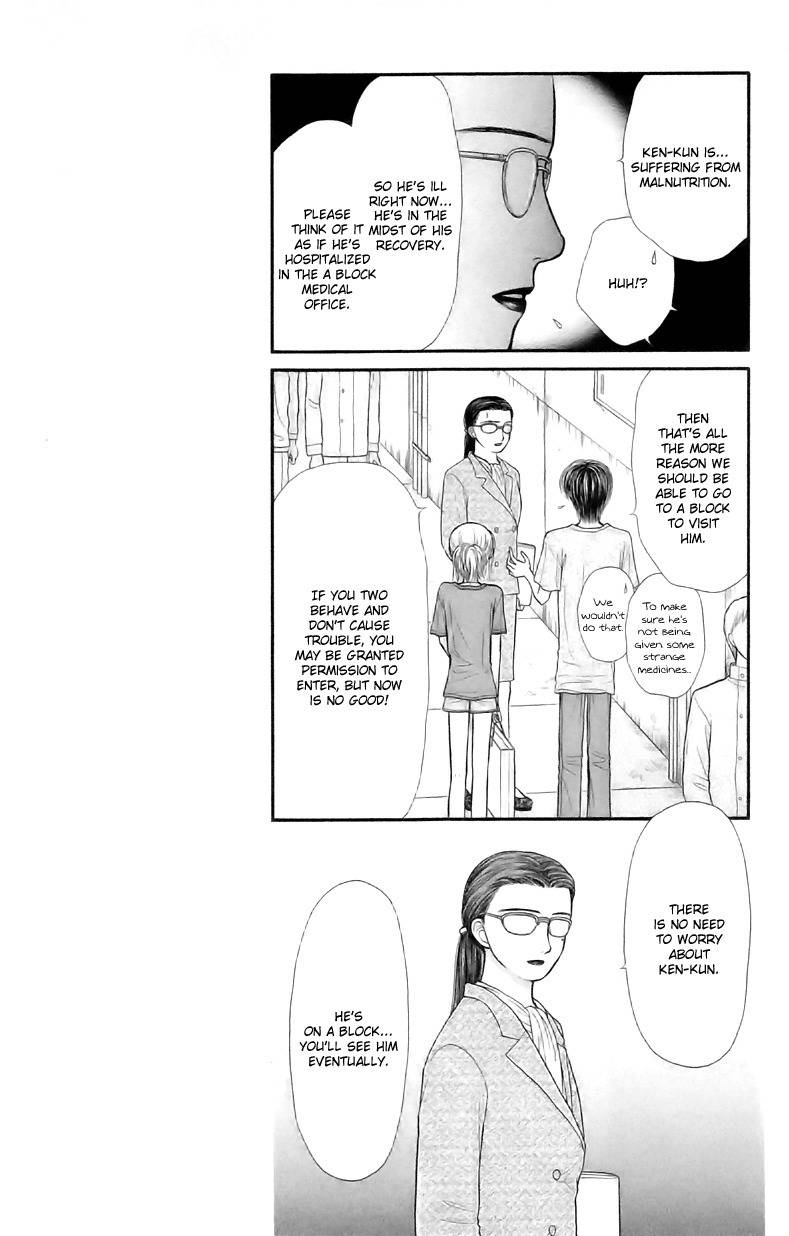 KEN-KUN IS...
SUFFERING FROM
MALNUTRITION.
HUH!?
SO HE'S ILL
RIGHT NOW...
HE'S IN THE
MIDST OF HIS
RECOVERY.
PLEASE
THINK OF IT
AS IF HE'S
HOSPITALIZED
IN THE A BLOCK
MEDICAL
OFFICE.
THEN
THAT'S ALL
THE MORE
REASON WE
SHOULD BE
ABLE TO GO
TO A BLOCK
TO VISIT
HIM.
To make
sure he's
not being
given some
strange
medicines..
We
wouldn't
do that.
IF YOU TWO
BEHAVE AND
DON'T CAUSE
TROUBLE, YOU
MAY BE GRANTED
PERMISSION TO
ENTER, BUT NOW
IS NO GOOD!
THERE
IS NO NEED
TO WORRY
ABOUT
KEN-KUN.
HE'S
ON A BLOCK...
YOU'LL SEE HIM
EVENTUALLY.